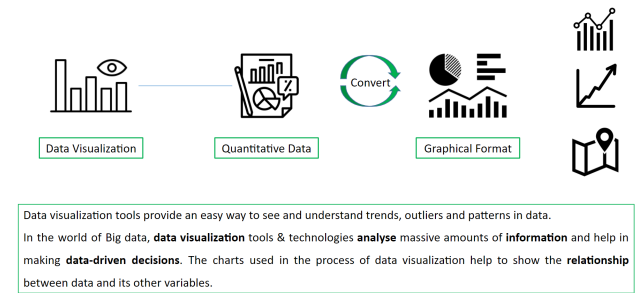 Convert
Data Visualization
Quantitative Data
Graphical Format
Data visualization tools provide an easy way to see and understand trends, outliers and patterns in data.
In the world of Big data, data visualization tools & technologies analyse massive amounts of information and help in
making data-driven decisions. The charts used in the process of data visualization help to show the relationship
between data and its other variables.